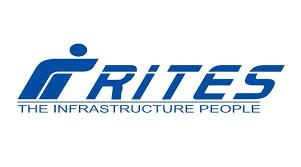 RITES
THE INFRASTRUCTURE PEOPLE